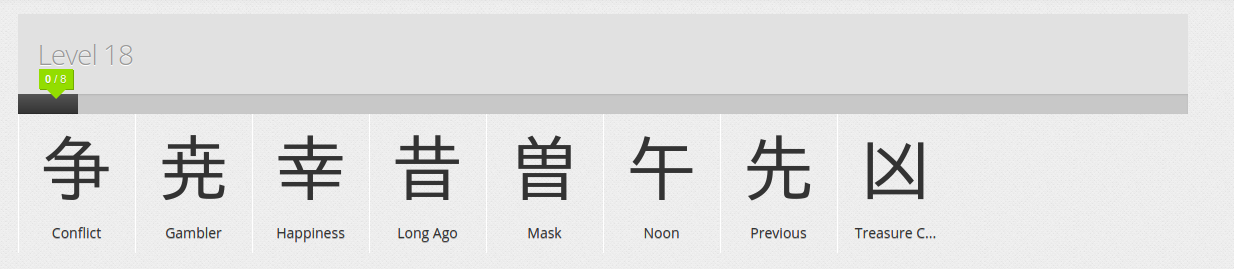 Level 18
0 / 8
争 尭 幸 昔 曽 午 先 凶
Conflict Gambler Happiness Long Ago Mask Noon Previous Treasure C...